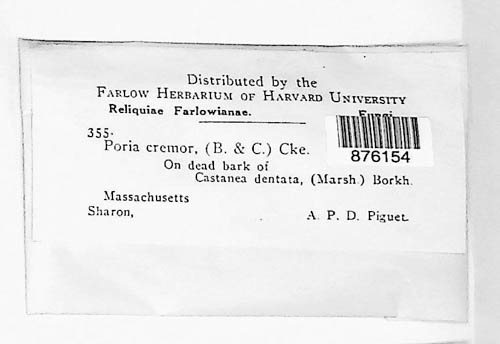 Distributed by the
FARLOW HERBARIUM OF HARVARD UNIVERSITY
Reliquiae Farlowianae. Fungi
355.
Poria cremor, (B. & C.) Cke.
876154
On dead bark of
Castanea dentata, (Marsh.) Borkh.
Massachusetts
Sharon, A. P. D. Piguet